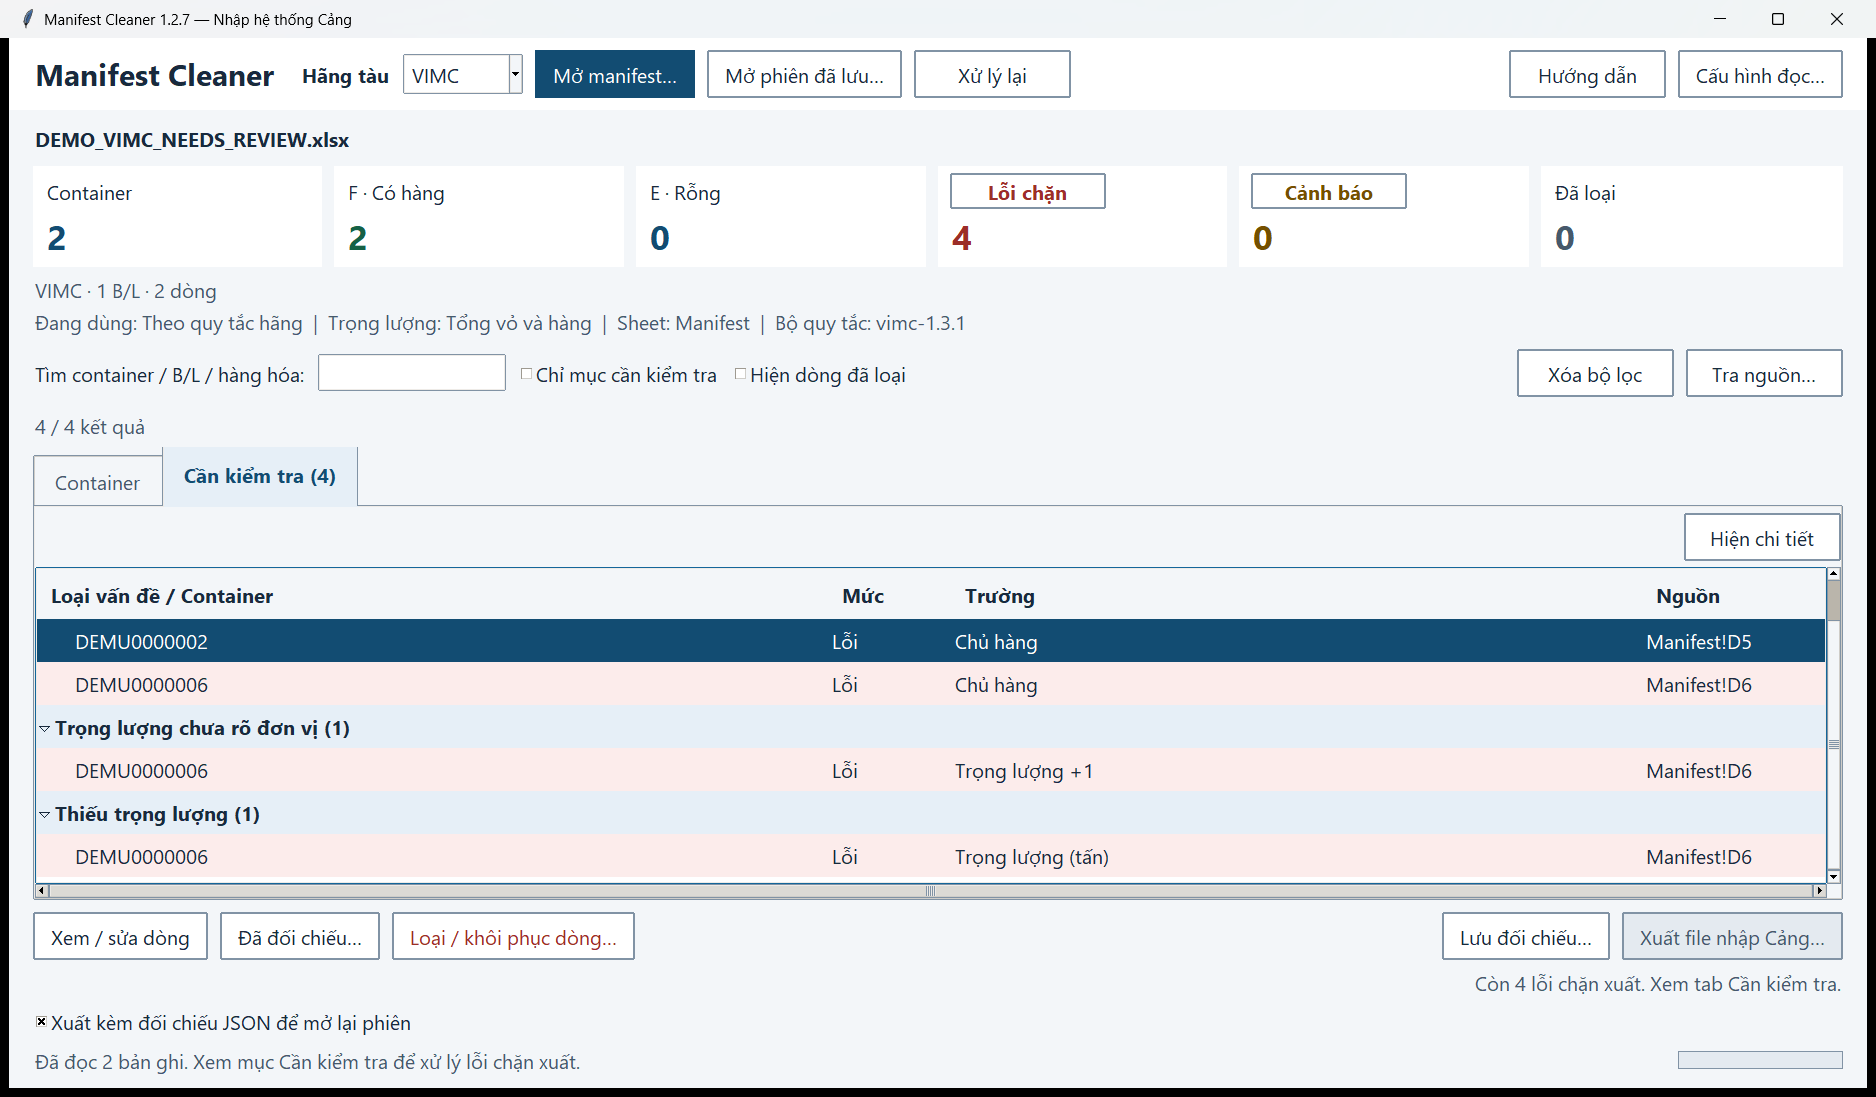 Manifest Cleaner 1.2.7 — Nhập hệ thống Cảng
Manifest Cleaner Hãng tàu VIMC Mở manifest... Mở phiên đã lưu... Xử lý lại Hướng dẫn Cấu hình đọc...
DEMO_VIMC_NEEDS_REVIEW.xlsx
Container F · Có hàng E · Rỗng Lỗi chặn Cảnh báo Đã loại
2 2 0 4 0 0
VIMC · 1 B/L · 2 dòng
Đang dùng: Theo quy tắc hãng | Trọng lượng: Tổng vỏ và hàng | Sheet: Manifest | Bộ quy tắc: vimc-1.3.1
Tìm container / B/L / hàng hóa: Chỉ mục cần kiểm tra Hiện dòng đã loại Xóa bộ lọc Tra nguồn...
4 / 4 kết quả
Container Cần kiểm tra (4)
Hiện chi tiết
Loại vấn đề / Container Mức Trường Nguồn
DEMU0000002 Lỗi Chủ hàng Manifest!D5
DEMU0000006 Lỗi Chủ hàng Manifest!D6
Trọng lượng chưa rõ đơn vị (1)
DEMU0000006 Lỗi Trọng lượng +1 Manifest!D6
Thiếu trọng lượng (1)
DEMU0000006 Lỗi Trọng lượng (tấn) Manifest!D6
Xem / sửa dòng Đã đối chiếu... Loại / khôi phục dòng... Lưu đối chiếu... Xuất file nhập Cảng...
Còn 4 lỗi chặn xuất. Xem tab Cần kiểm tra.
Xuất kèm đối chiếu JSON để mở lại phiên
Đã đọc 2 bản ghi. Xem mục Cần kiểm tra để xử lý lỗi chặn xuất.